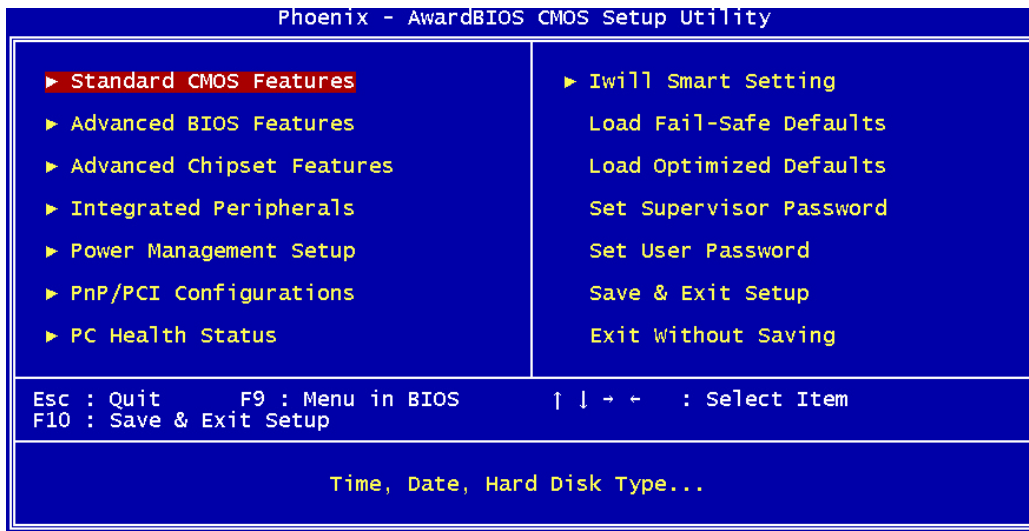 Phoenix - AwardBIOS CMOS Setup Utility
► Standard CMOS Features
► Advanced BIOS Features
► Advanced Chipset Features
► Integrated Peripherals
► Power Management Setup
► PnP/PCI Configurations
► PC Health Status
► Iwill Smart Setting
Load Fail-Safe Defaults
Load Optimized Defaults
Set Supervisor Password
Set User Password
Save & Exit Setup
Exit Without Saving
Esc : Quit F9 : Menu in BIOS ↑ ↓ → ← : Select Item
F10 : Save & Exit Setup
Time, Date, Hard Disk Type...